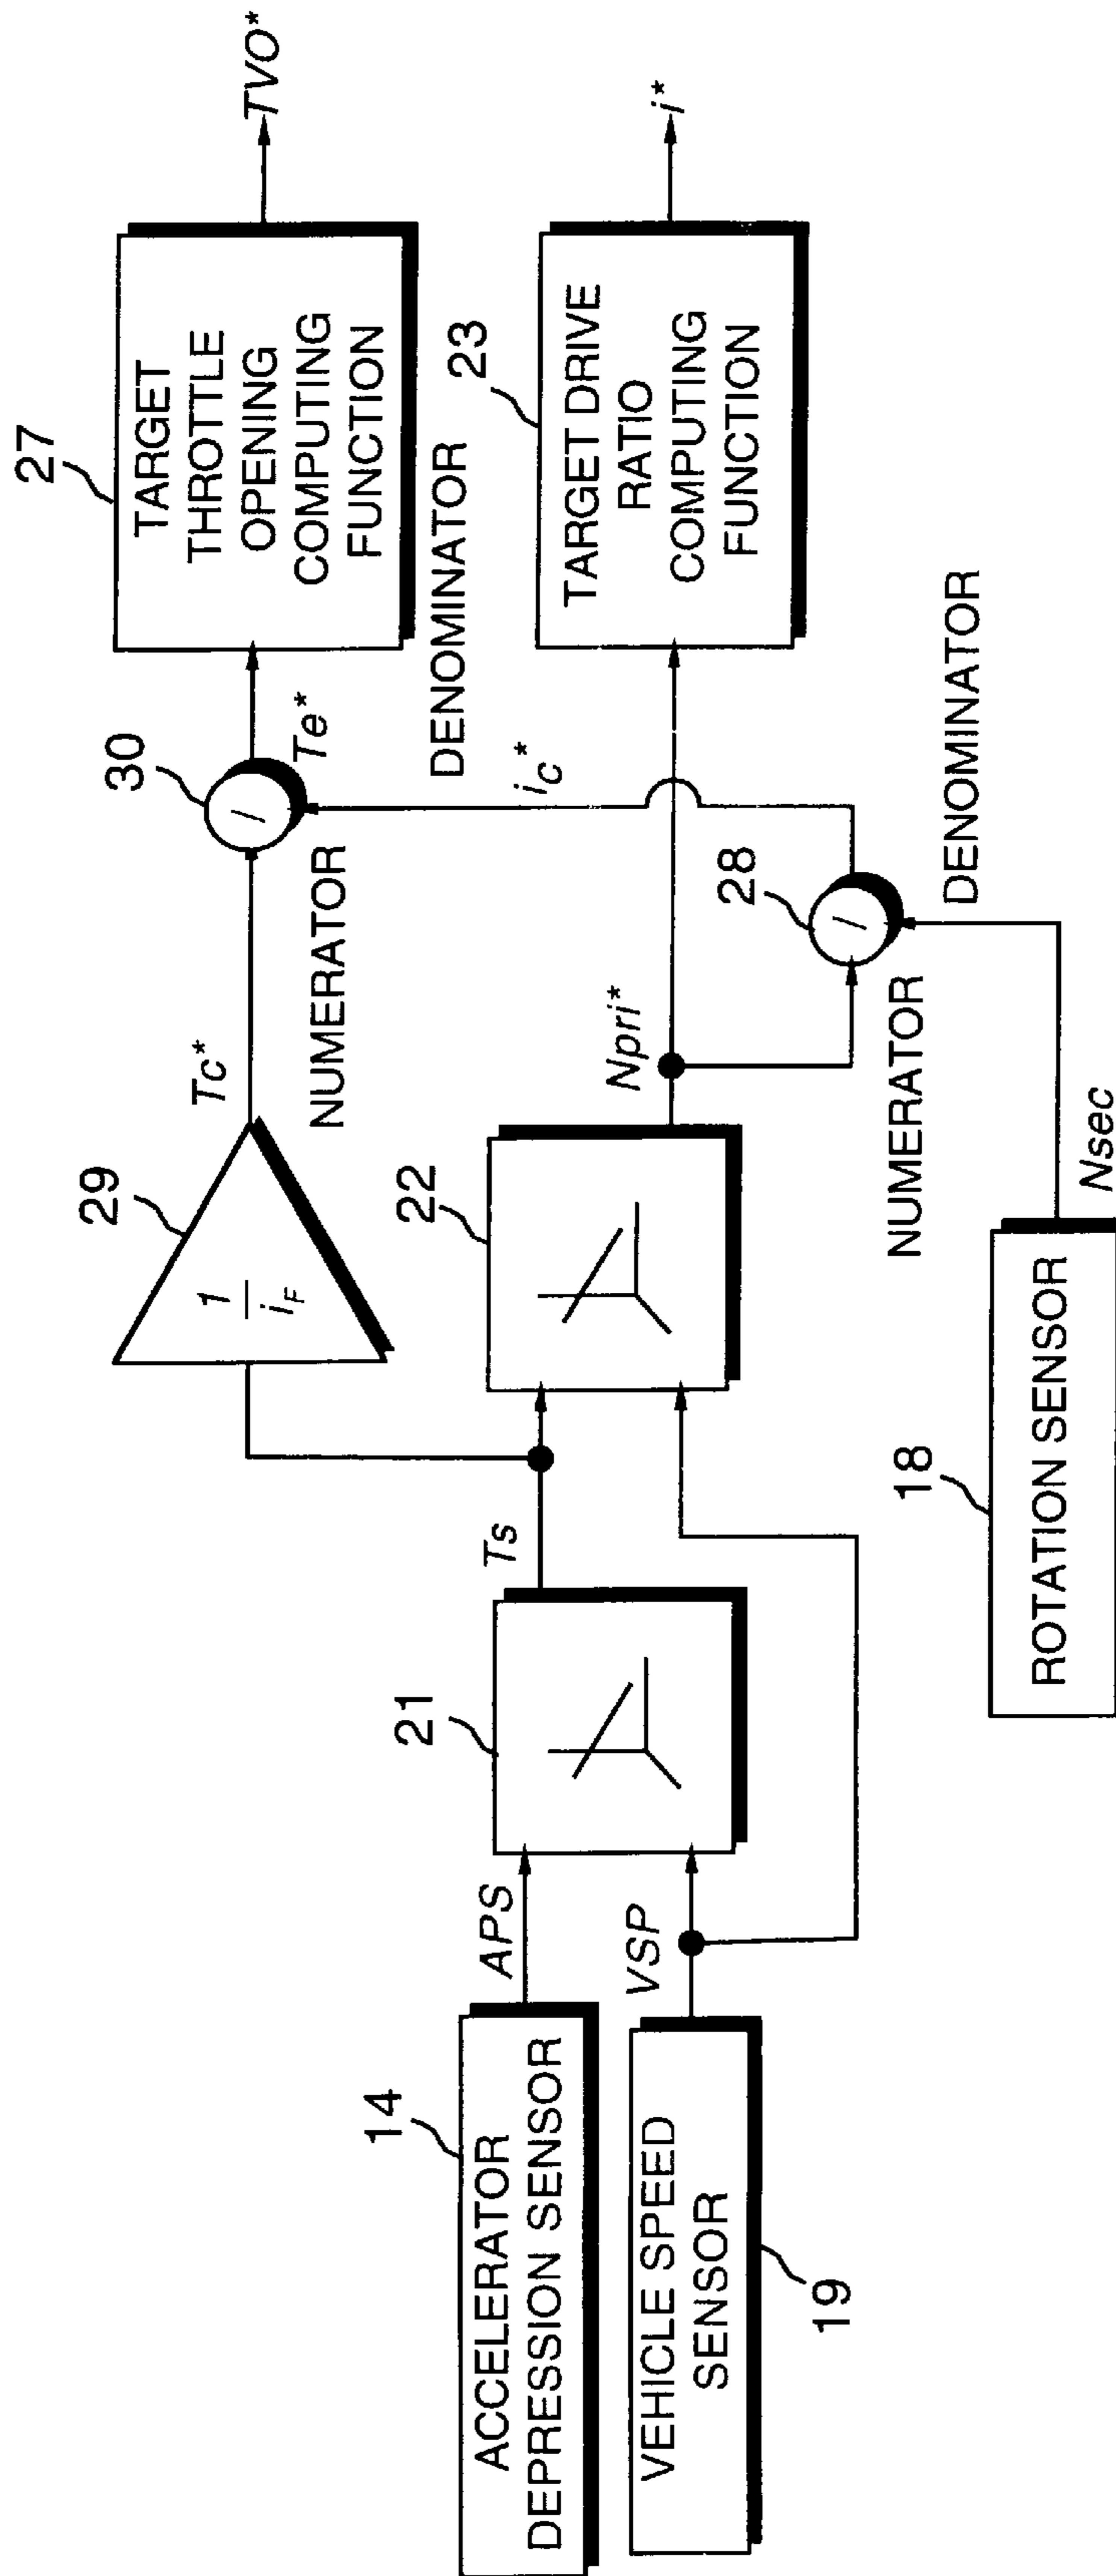 14
ACCELERATOR
DEPRESSION SENSOR
APS
VEHICLE SPEED
SENSOR
19
VSP
21
Ts
29
1
iF
Tc*
NUMERATOR
30
Te*
DENOMINATOR
27
TARGET
THROTTLE
OPENING
COMPUTING
FUNCTION
TVO*
22
Npri*
ic*
23
TARGET DRIVE
RATIO
COMPUTING
FUNCTION
i*
28
/
/
NUMERATOR
DENOMINATOR
18
ROTATION SENSOR
Nsec